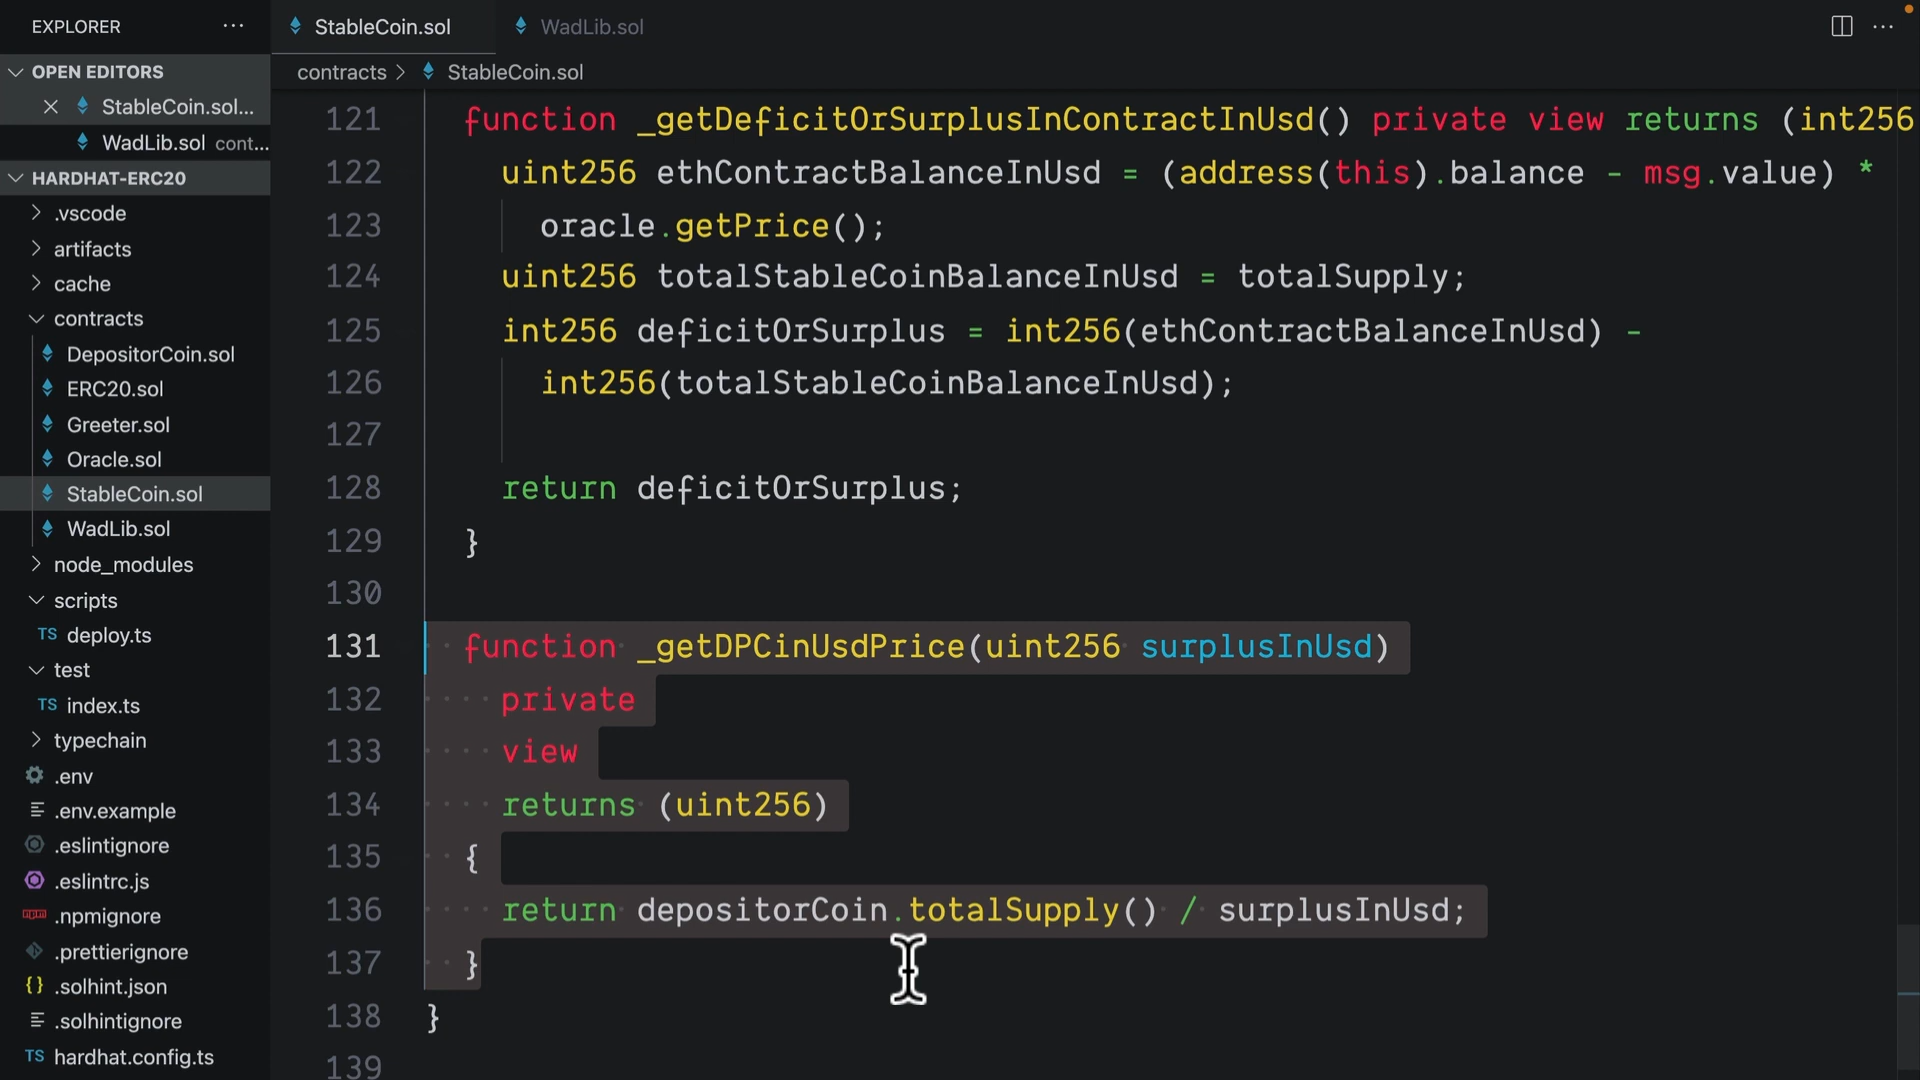 EXPLORER
StableCoin.sol
WadLib.sol
OPEN EDITORS
contracts > StableCoin.sol
StableCoin.sol...
WadLib.sol cont...
HARDHAT-ERC20
.vscode
artifacts
cache
contracts
DepositorCoin.sol
ERC20.sol
Greeter.sol
Oracle.sol
StableCoin.sol
WadLib.sol
node_modules
scripts
TS deploy.ts
test
TS index.ts
typechain
.env
.env.example
.eslintignore
.eslintrc.js
.npmignore
.prettierignore
{} .solhint.json
.solhintignore
TS hardhat.config.ts
121 function _getDeficitOrSurplusInContractInUsd() private view returns (int256
122 uint256 ethContractBalanceInUsd = (address(this).balance - msg.value) *
123 oracle.getPrice();
124 uint256 totalStableCoinBalanceInUsd = totalSupply;
125 int256 deficitOrSurplus = int256(ethContractBalanceInUsd) -
126 int256(totalStableCoinBalanceInUsd);
127
128 return deficitOrSurplus;
129 }
130
131 function _getDPCinUsdPrice(uint256 surplusInUsd)
132 private
133 view
134 returns (uint256)
135 {
136 return depositorCoin.totalSupply() / surplusInUsd;
137 }
138 }
139